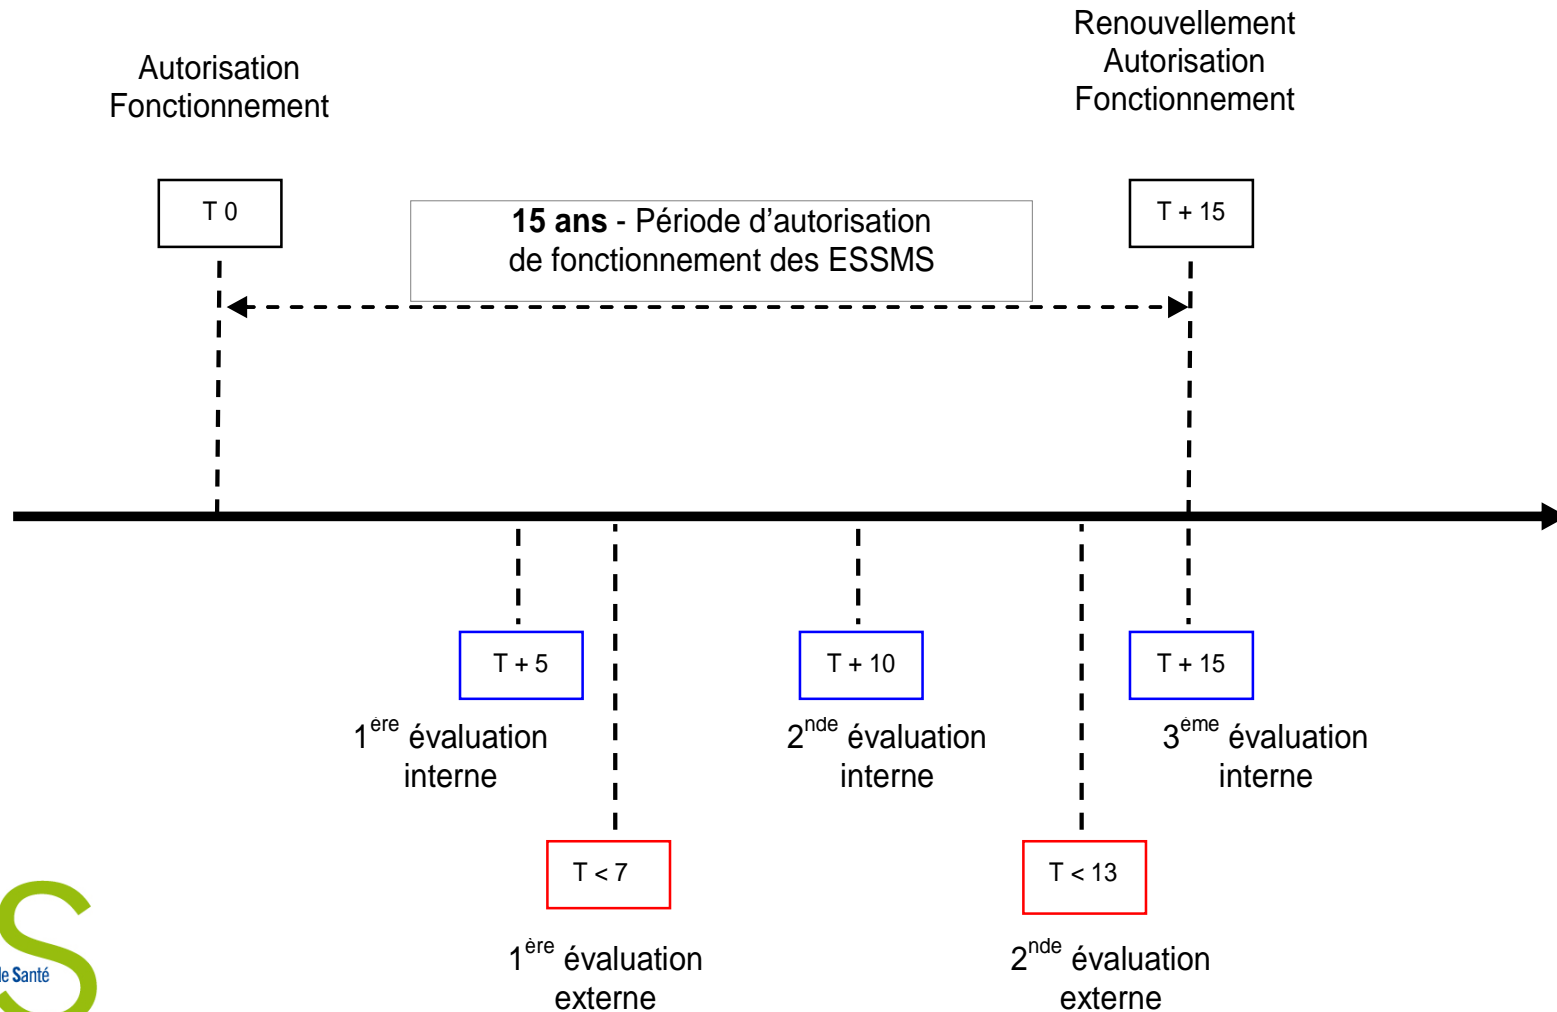 Autorisation
Fonctionnement
Renouvellement
Autorisation
Fonctionnement
T 0
15 ans - Période d’autorisation
de fonctionnement des ESSMS
T + 15
T + 5
T + 10
T + 15
1ère évaluation
interne
2nde évaluation
interne
3ème évaluation
interne
T < 7
T < 13
1ère évaluation
externe
2nde évaluation
externe
S
de Santé